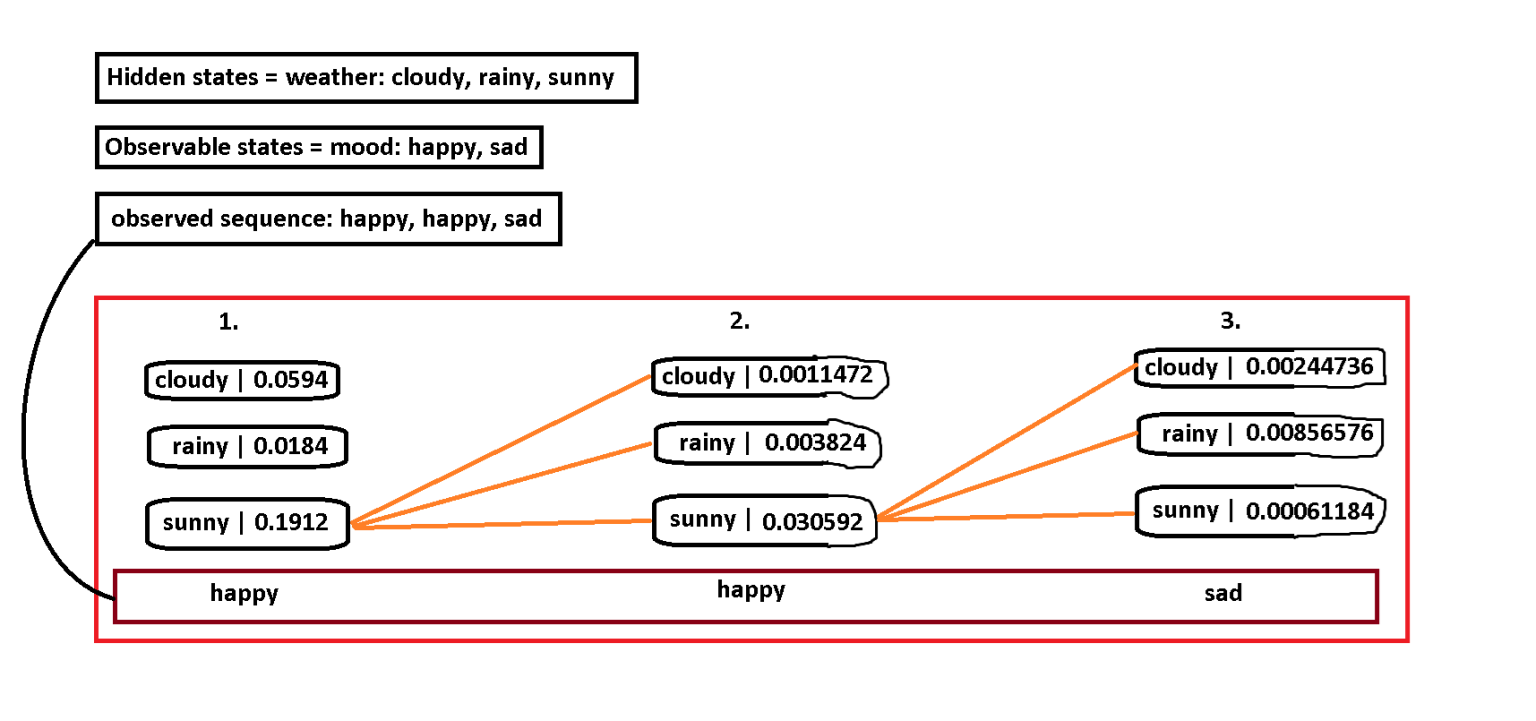 Hidden states = weather: cloudy, rainy, sunny
Observable states = mood: happy, sad
observed sequence: happy, happy, sad
1. 2. 3.
cloudy | 0.0594 cloudy | 0.0011472 cloudy | 0.00244736
rainy | 0.0184 rainy | 0.003824 rainy | 0.00856576
sunny | 0.1912 sunny | 0.030592 sunny | 0.00061184
happy happy sad